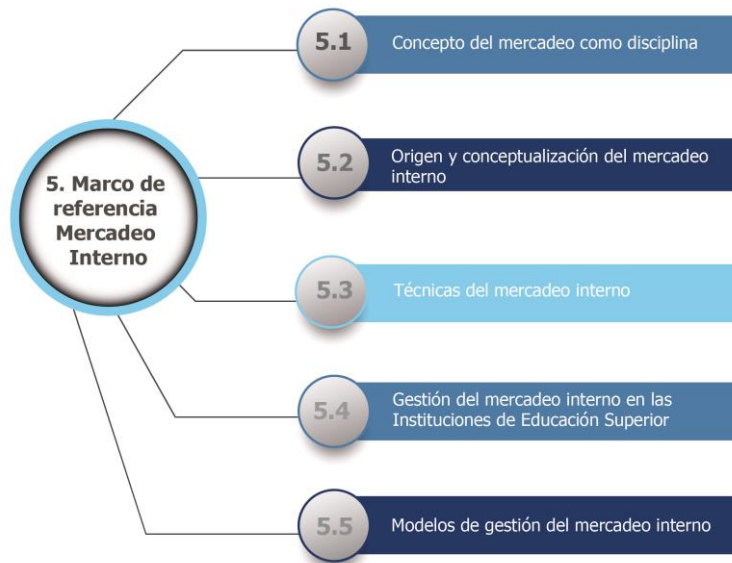 5. Marco de
referencia
Mercadeo
Interno
5.1
Concepto del mercadeo como disciplina
5.2
Origen y conceptualización del mercadeo
interno
5.3
Técnicas del mercadeo interno
5.4
Gestión del mercadeo interno en las
Instituciones de Educación Superior
5.5
Modelos de gestión del mercadeo interno